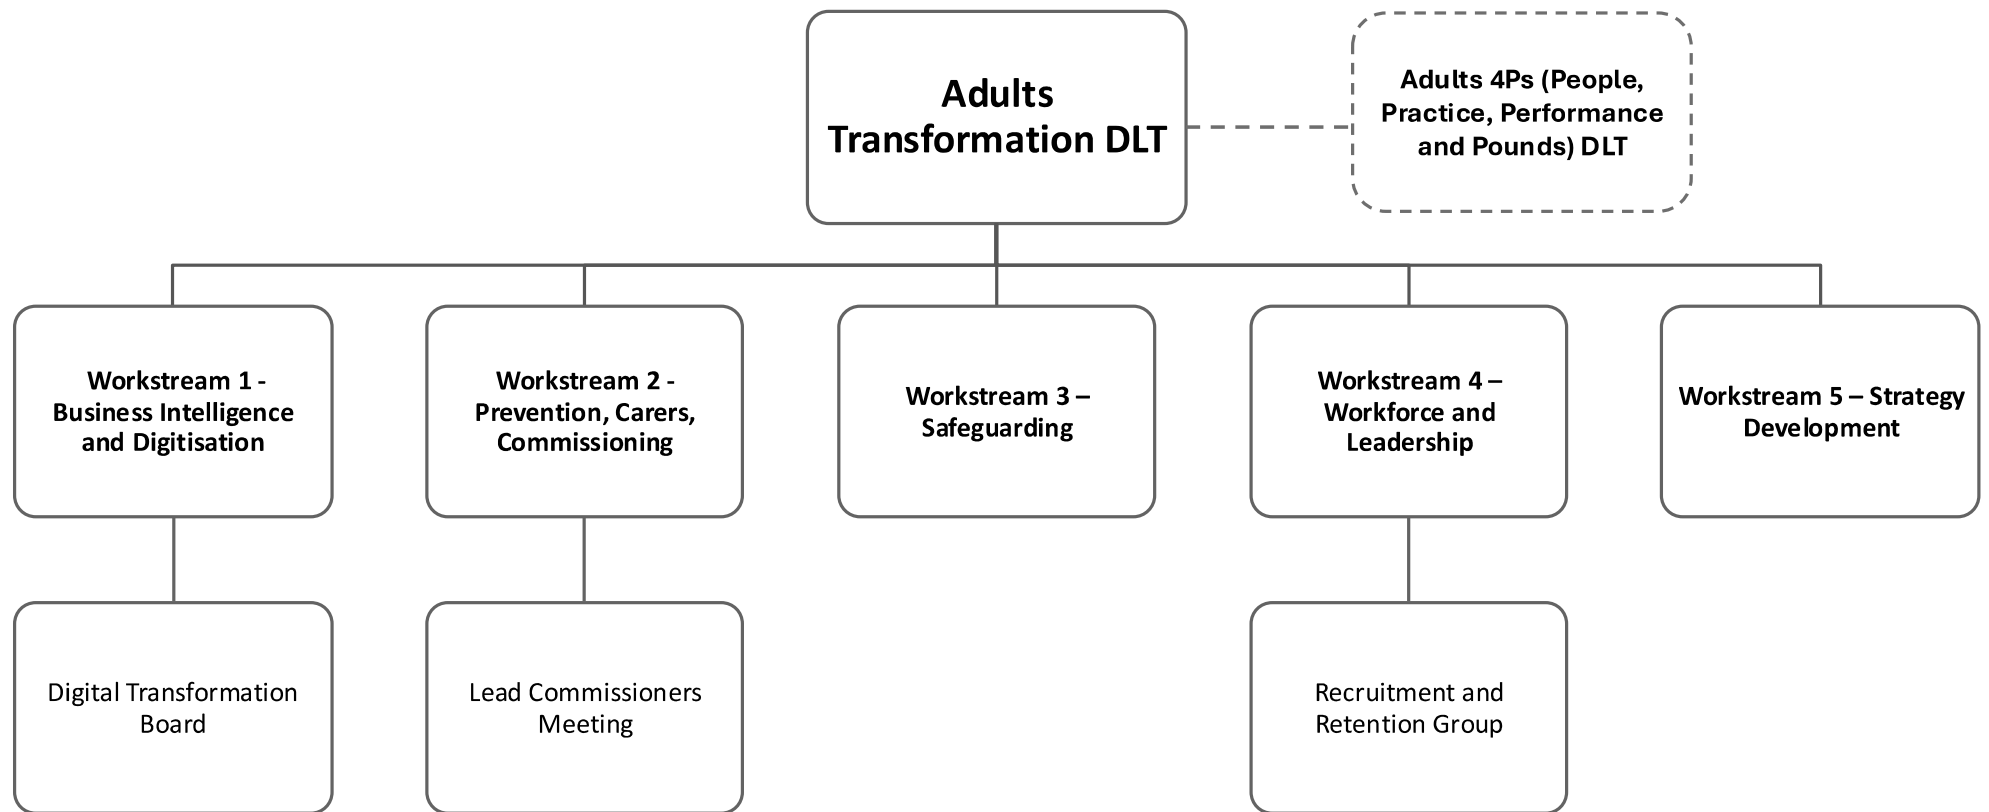 Adults
Transformation DLT
Adults 4Ps (People,
Practice, Performance
and Pounds) DLT
Workstream 1 -
Business Intelligence
and Digitisation
Workstream 2 -
Prevention, Carers,
Commissioning
Workstream 3 –
Safeguarding
Workstream 4 –
Workforce and
Leadership
Workstream 5 – Strategy
Development
Digital Transformation
Board
Lead Commissioners
Meeting
Recruitment and
Retention Group